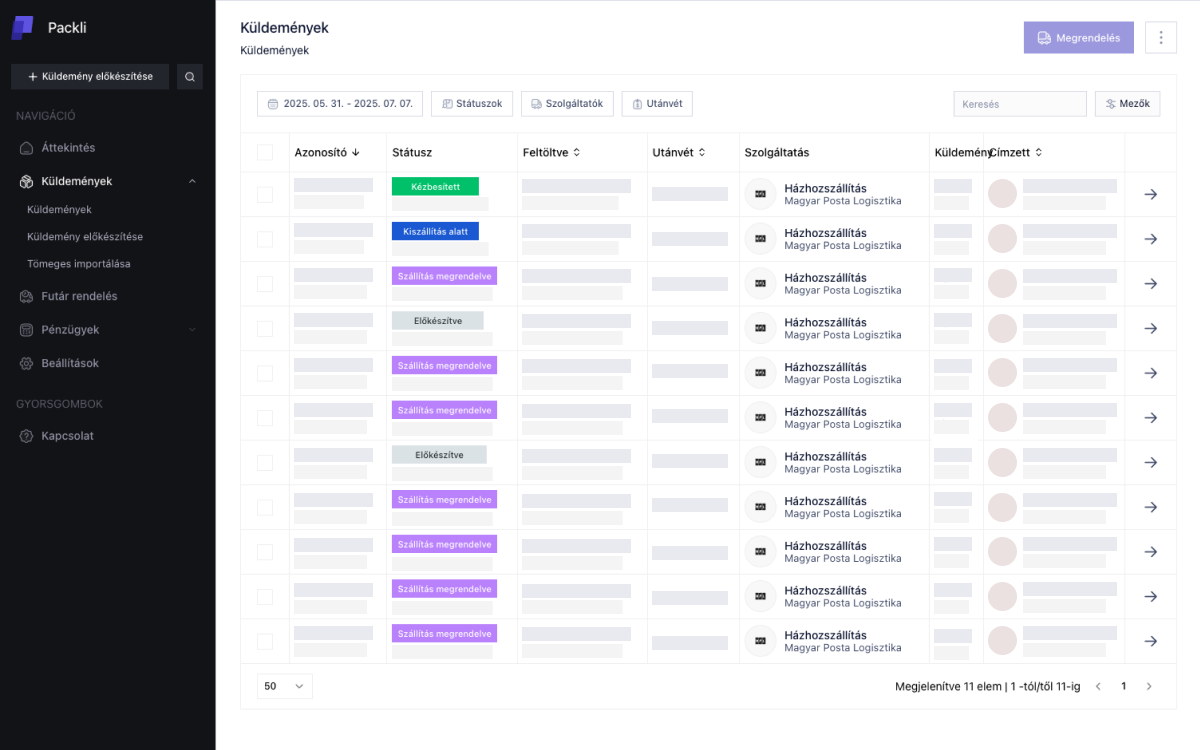 Packli
Küldemény előkészítése
NAVIGÁCIÓ
Áttekintés
Küldemények
Küldemények
Küldemény előkészítése
Tömeges importálása
Futár rendelés
Pénzügyek
Beállítások
GYORSGOMBOK
Kapcsolat
Küldemények
Küldemények
Megrendelés
2025. 05. 31. - 2025. 07. 07.
Státuszok
Szolgáltatók
Utánvét
Keresés
Mezők
Azonosító
Státusz
Feltöltve
Utánvét
Szolgáltatás
Küldemény
Címzett
Kézbesített
Házhozszállítás
Magyar Posta Logisztika
Kiszállítás alatt
Házhozszállítás
Magyar Posta Logisztika
Szállítás megrendelve
Házhozszállítás
Magyar Posta Logisztika
Előkészítve
Házhozszállítás
Magyar Posta Logisztika
Szállítás megrendelve
Házhozszállítás
Magyar Posta Logisztika
Szállítás megrendelve
Házhozszállítás
Magyar Posta Logisztika
Előkészítve
Házhozszállítás
Magyar Posta Logisztika
Szállítás megrendelve
Házhozszállítás
Magyar Posta Logisztika
Szállítás megrendelve
Házhozszállítás
Magyar Posta Logisztika
Szállítás megrendelve
Házhozszállítás
Magyar Posta Logisztika
Szállítás megrendelve
Házhozszállítás
Magyar Posta Logisztika
50
Megjelenítve 11 elem | 1 -tól/től 11-ig
1